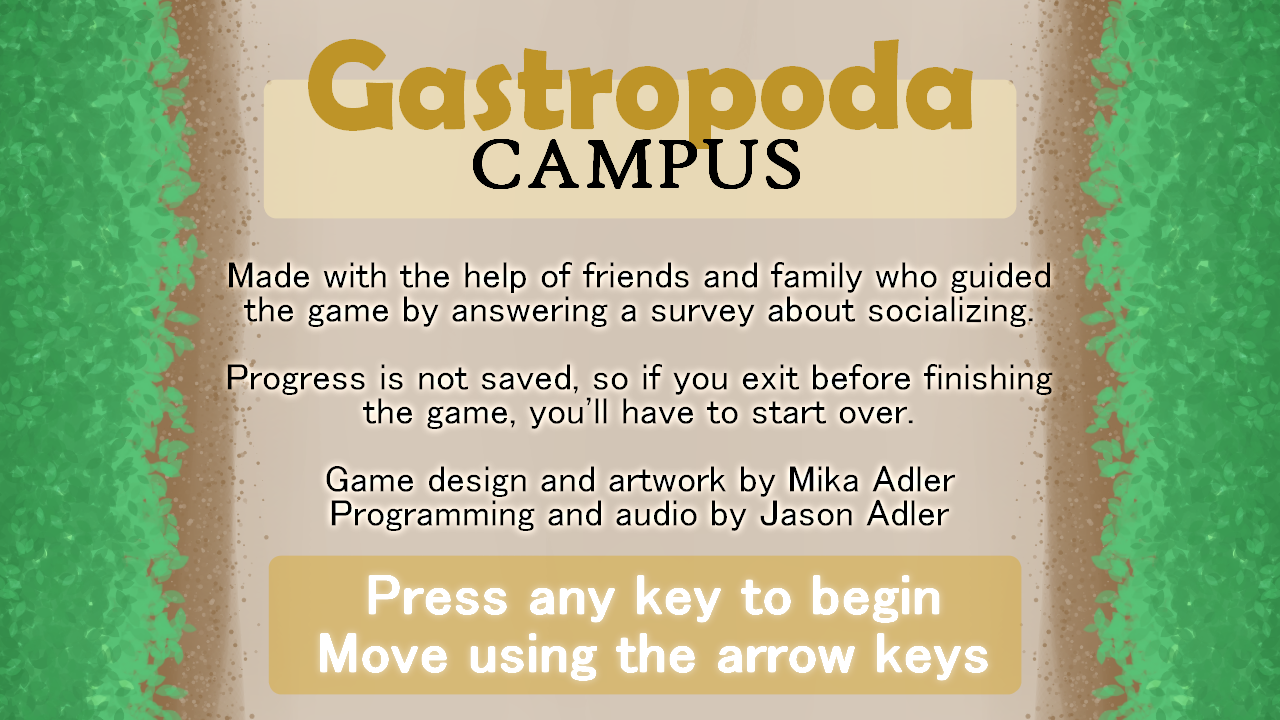 Gastropoda
CAMPUS
Made with the help of friends and family who guided
the game by answering a survey about socializing.
Progress is not saved, so if you exit before finishing
the game, you'll have to start over.
Game design and artwork by Mika Adler
Programming and audio by Jason Adler
Press any key to begin
Move using the arrow keys